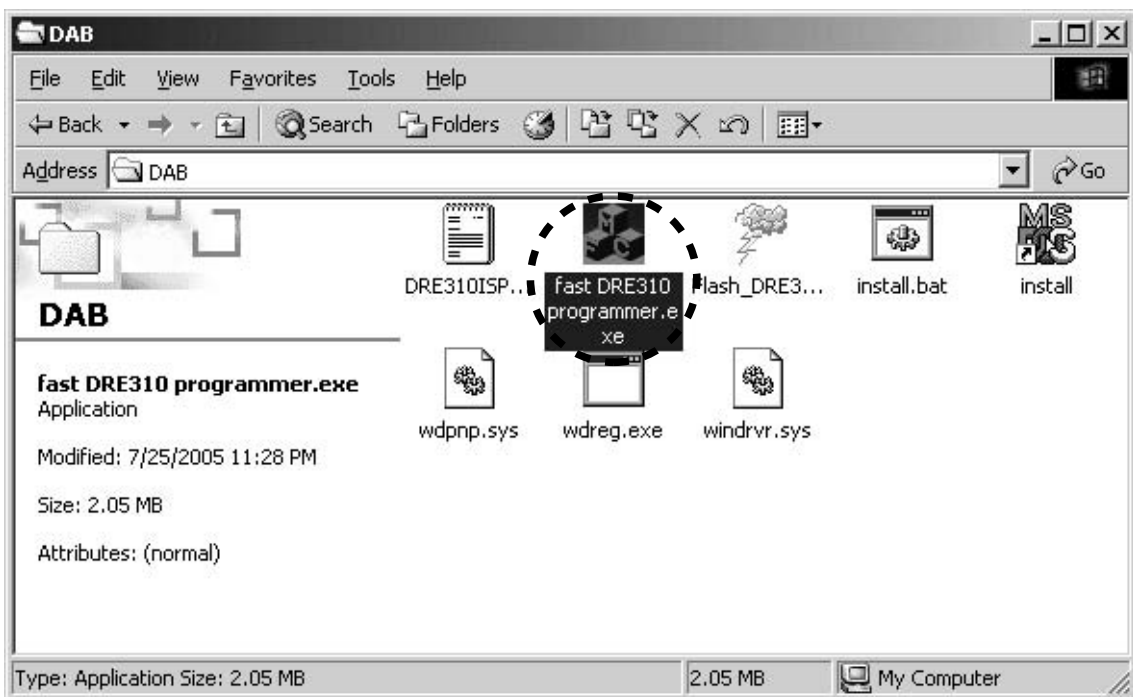 DAB
File Edit View Favorites Tools Help
Back Search Folders
Address DAB Go
DRE310ISP...
fast DRE310
programmer.e
xe
Flash_DRE3...
install.bat
MS
install
DAB
fast DRE310 programmer.exe
Application
Modified: 7/25/2005 11:28 PM
Size: 2.05 MB
Attributes: (normal)
wdpnp.sys
wdreg.exe
windrvr.sys
Type: Application Size: 2.05 MB
2.05 MB
My Computer